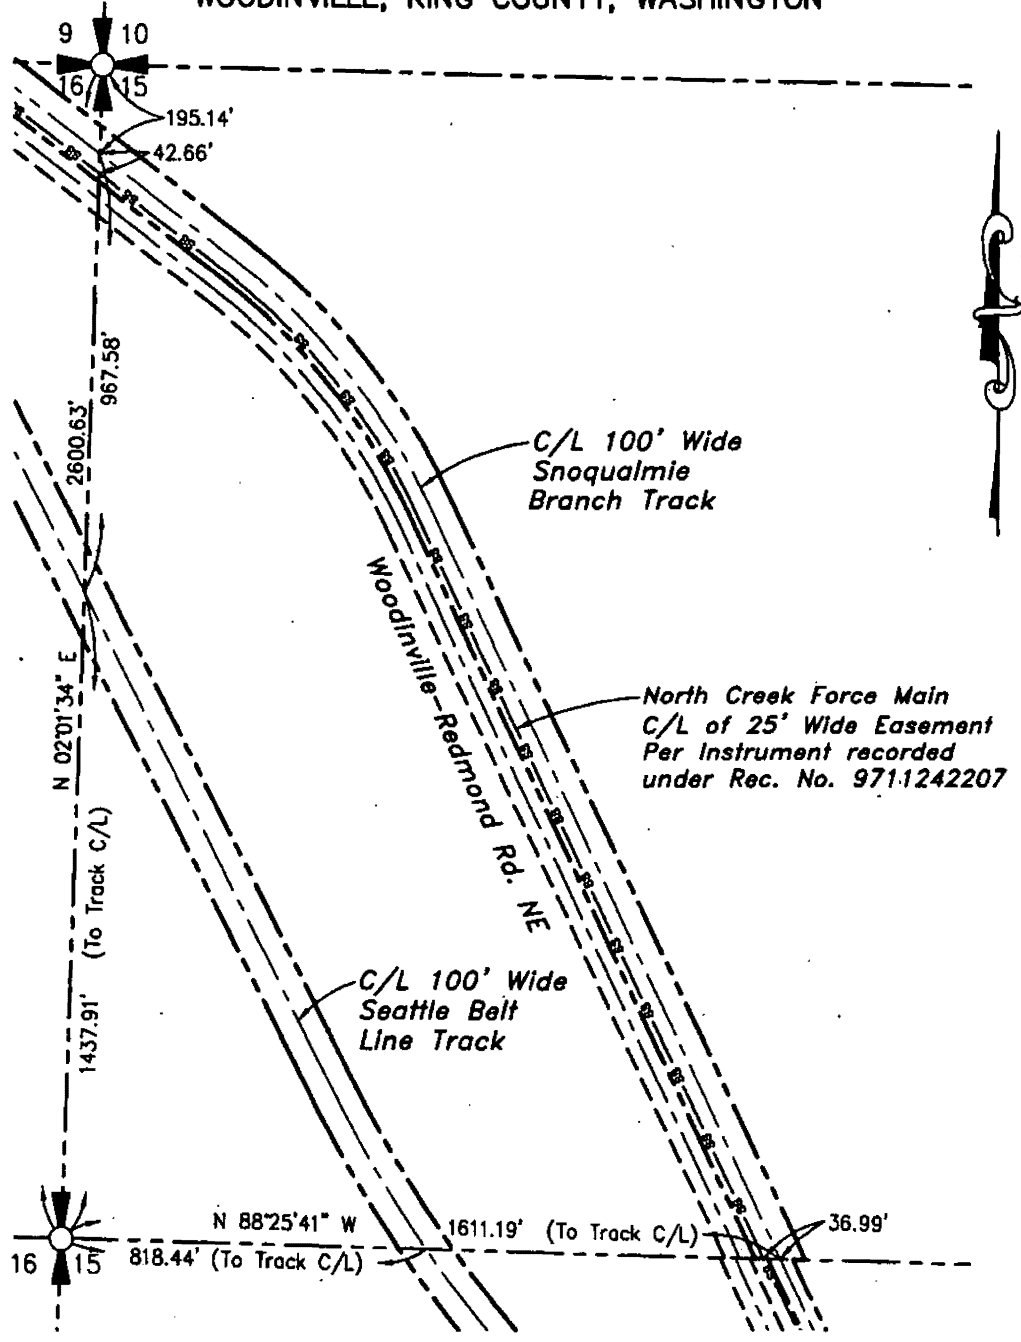 WOODINVILLE, KING COUNTY, WASHINGTON
9 10
16 15
195.14'
42.66'
967.58'
2600.63'
C/L 100' Wide
Snoqualmie
Branch Track
Woodinville-Redmond Rd. NE
N 02°01'34" E
North Creek Force Main
C/L of 25' Wide Easement
Per Instrument recorded
under Rec. No. 9711242207
1437.91' (To Track C/L)
C/L 100' Wide
Seattle Belt
Line Track
N 88°25'41" W
1611.19' (To Track C/L)
36.99'
818.44' (To Track C/L)
16 15